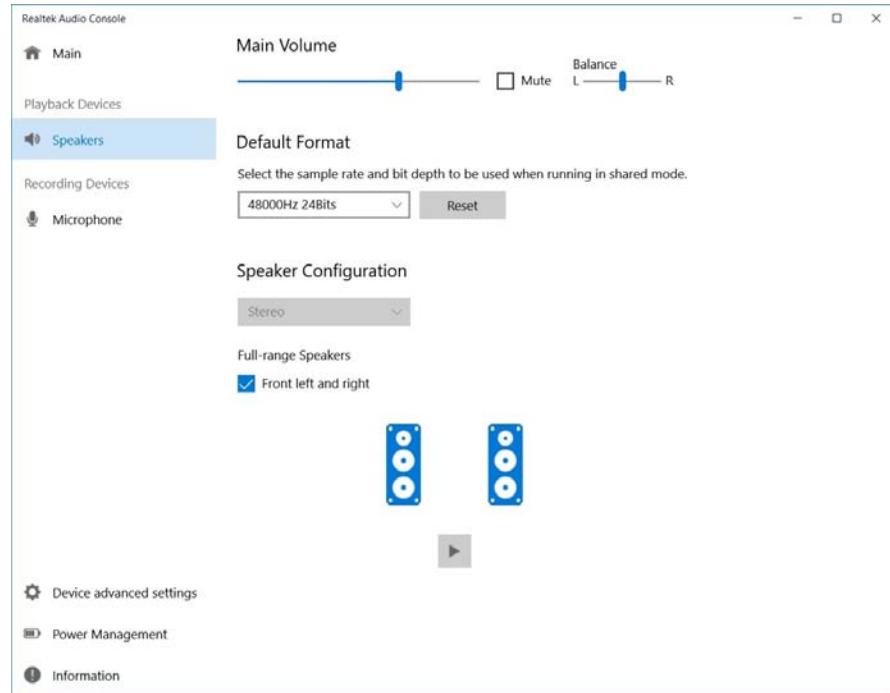 Realtek Audio Console
Main
Playback Devices
Speakers
Recording Devices
Microphone
Device advanced settings
Power Management
Information
Main Volume
Mute
Balance
L R
Default Format
Select the sample rate and bit depth to be used when running in shared mode.
48000Hz 24Bits
Reset
Speaker Configuration
Stereo
Full-range Speakers
Front left and right